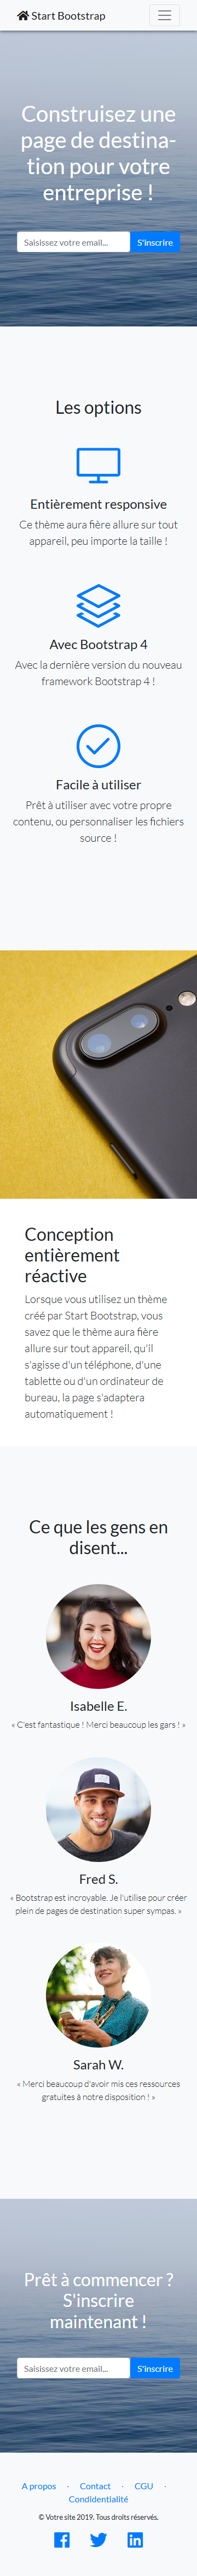 Start Bootstrap
Construisez une
page de destina-
tion pour votre
entreprise !
Saisissez votre email...
S'inscrire
Les options
Entièrement responsive
Ce thème aura fière allure sur tout
appareil, peu importe la taille !
Avec Bootstrap 4
Avec la dernière version du nouveau
framework Bootstrap 4 !
Facile à utiliser
Prêt à utiliser avec votre propre
contenu, ou personnaliser les fichiers
source !
Conception
entièrement
réactive
Lorsque vous utilisez un thème
créé par Start Bootstrap, vous
savez que le thème aura fière
allure sur tout appareil, qu'il
s'agisse d'un téléphone, d'une
tablette ou d'un ordinateur de
bureau, la page s'adaptera
automatiquement !
Ce que les gens en
disent...
Isabelle E.
« C'est fantastique ! Merci beaucoup les gars ! »
Fred S.
« Bootstrap est incroyable. Je l'utilise pour créer
plein de pages de destination super sympas. »
Sarah W.
« Merci beaucoup d'avoir mis ces ressources
gratuites à notre disposition ! »
Prêt à commencer ?
S'inscrire
maintenant !
Saisissez votre email...
S'inscrire
A propos · Contact · CGU ·
Condidentialité
© Votre site 2019. Tous droits réservés.